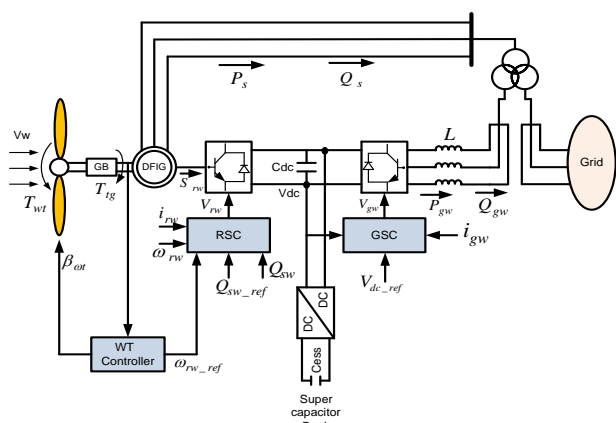 P_s
Q_s
Vw
GB
DFIG
T_wt
T_tg
S_rw
Cdc
Vdc
L
Grid
V_rw
V_gw
P_gw
Q_gw
i_rw
ω_rw
RSC
GSC
i_gw
β_ωt
Q_sw
Q_sw_ref
V_dc_ref
DC
DC
WT
Controller
ω_rw_ref
Cess
Super
capacitor